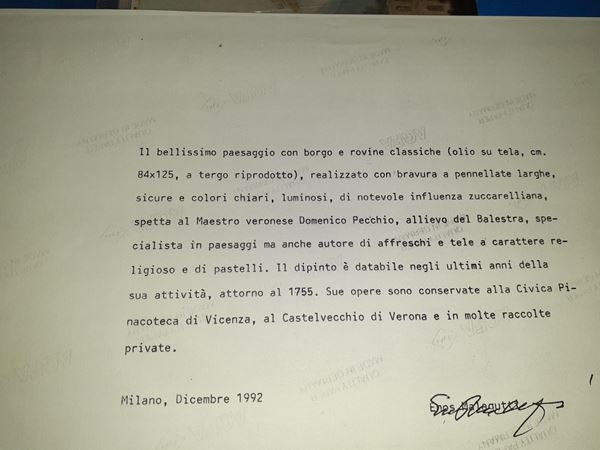 Il bellissimo paesaggio con borgo e rovine classiche (olio su tela, cm.
84x125, a tergo riprodotto), realizzato con bravura a pennellate larghe,
sicure e colori chiari, luminosi, di notevole influenza zuccarelliana,
spetta al Maestro veronese Domenico Pecchio, allievo del Balestra, spe-
cialista in paesaggi ma anche autore di affreschi e tele a carattere re-
ligioso e di pastelli. Il dipinto è databile negli ultimi anni della
sua attività, attorno al 1755. Sue opere sono conservate alla Civica Pi-
nacoteca di Vicenza, al Castelvecchio di Verona e in molte raccolte
private.
Milano, Dicembre 1992